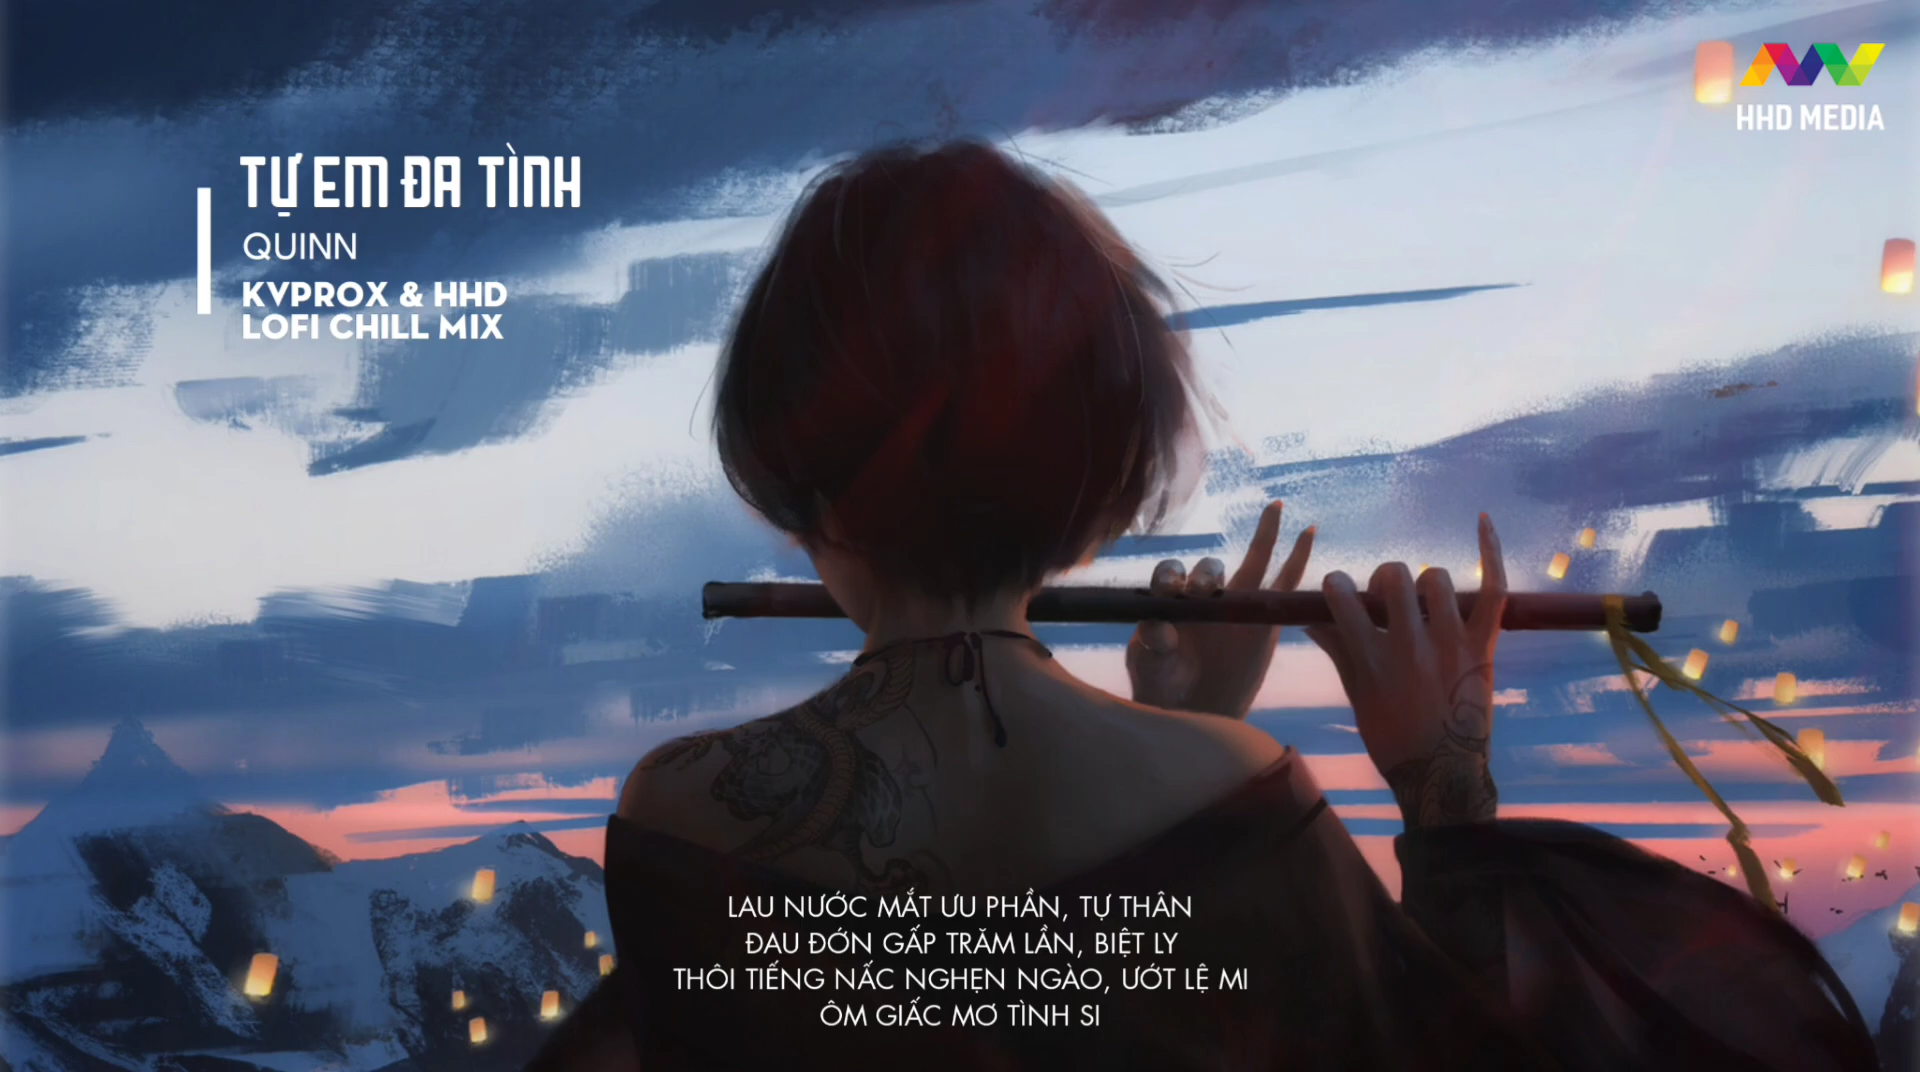 TỰ EM ĐA TÌNH
QUINN
KVPROX & HHD
LOFI CHILL MIX
HHD MEDIA
LAU NƯỚC MẮT ƯU PHẦN, TỰ THÂN
ĐAU ĐỚN GẤP TRĂM LẦN, BIỆT LY
THÔI TIẾNG NẤC NGHẸN NGÀO, ƯỚT LỆ MI
ÔM GIẤC MƠ TÌNH SI